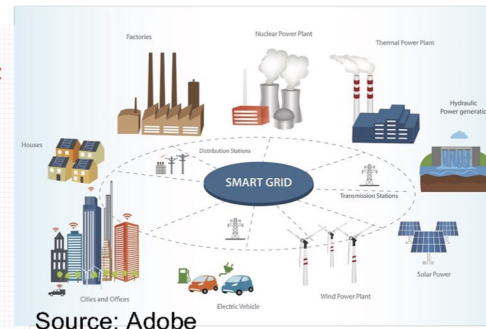 Factories
Nuclear Power Plant
Thermal Power Plant
Hydraulic
Power generatio
Houses
Distribution Stations
SMART GRID
Transmission Stations
Solar Power
Cities and Offices
Electric Vehicle
Wind Power Plant
Source: Adobe